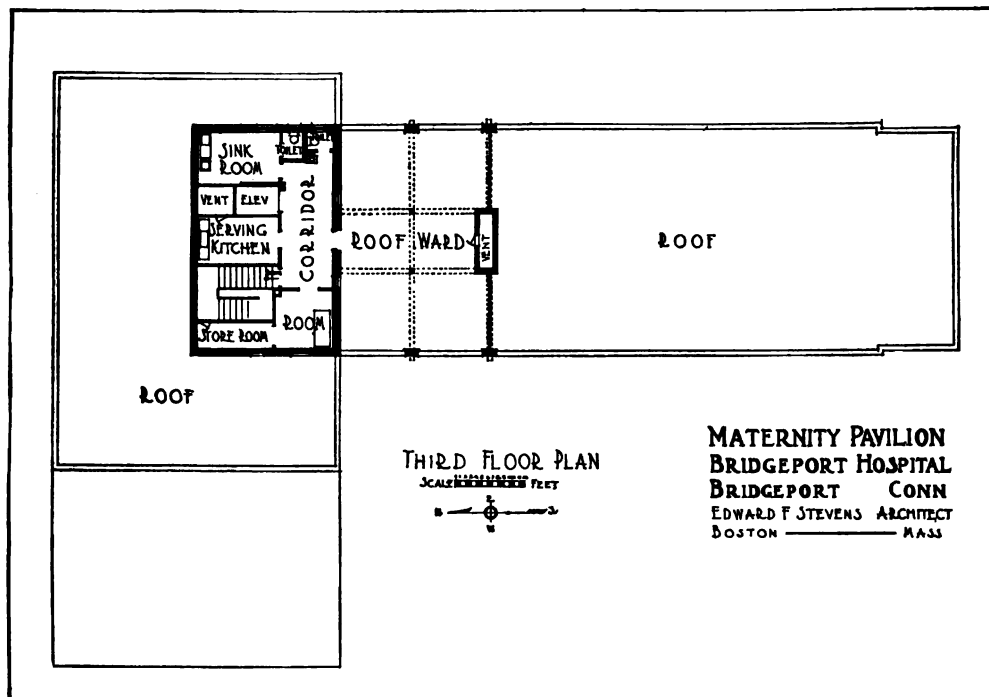 SINK
ROOM
TOILET
VENT
ELEV
SERVING
KITCHEN
CORRIDOR
STORE ROOM
ROOM
ROOF WARD
VENT
ROOF
ROOF
THIRD FLOOR PLAN
SCALE FEET
MATERNITY PAVILION
BRIDGEPORT HOSPITAL
BRIDGEPORT CONN
EDWARD F STEVENS ARCHITECT
BOSTON MASS